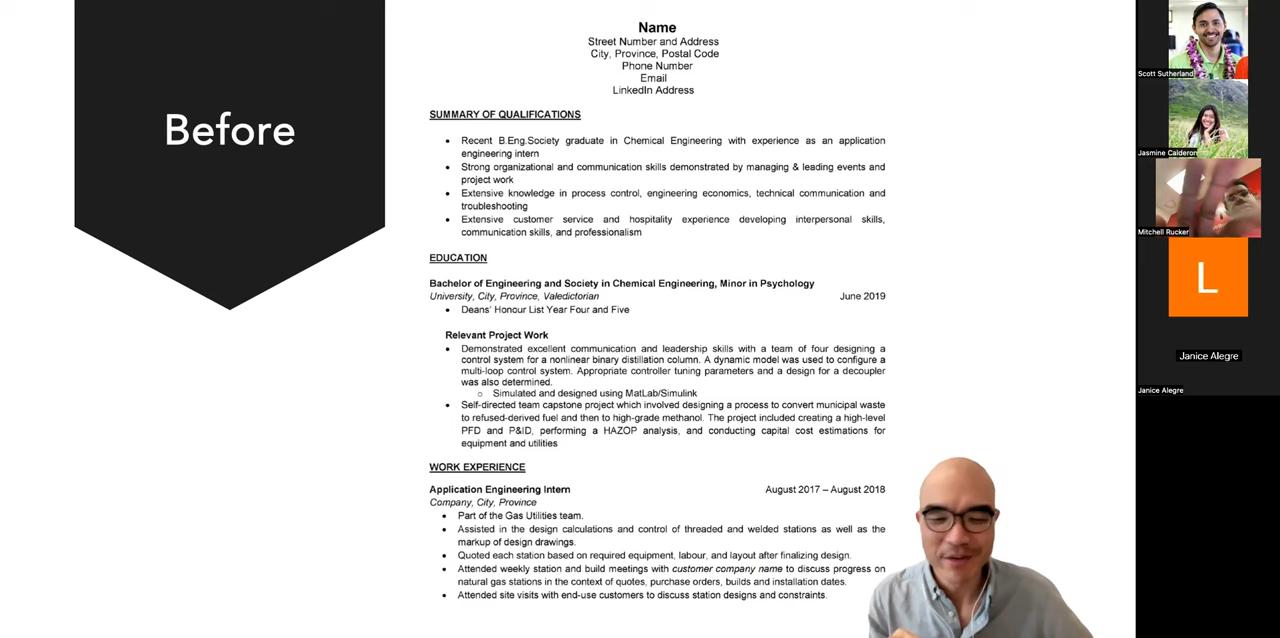 Before
Name
Street Number and Address
City, Province, Postal Code
Phone Number
Email
LinkedIn Address
SUMMARY OF QUALIFICATIONS
• Recent B.Eng.Society graduate in Chemical Engineering with experience as an application
engineering intern
• Strong organizational and communication skills demonstrated by managing & leading events and
project work
• Extensive knowledge in process control, engineering economics, technical communication and
troubleshooting
• Extensive customer service and hospitality experience developing interpersonal skills,
communication skills, and professionalism
EDUCATION
Bachelor of Engineering and Society in Chemical Engineering, Minor in Psychology
University, City, Province, Valedictorian June 2019
• Deans' Honour List Year Four and Five
Relevant Project Work
• Demonstrated excellent communication and leadership skills with a team of four designing a
control system for a nonlinear binary distillation column. A dynamic model was used to configure a
multi-loop control system. Appropriate controller tuning parameters and a design for a decoupler
was also determined.
o Simulated and designed using MatLab/Simulink
• Self-directed team capstone project which involved designing a process to convert municipal waste
to refused-derived fuel and then to high-grade methanol. The project included creating a high-level
PFD and P&ID, performing a HAZOP analysis, and conducting capital cost estimations for
equipment and utilities
WORK EXPERIENCE
Application Engineering Intern August 2017 – August 2018
Company, City, Province
• Part of the Gas Utilities team.
• Assisted in the design calculations and control of threaded and welded stations as well as the
markup of design drawings.
• Quoted each station based on required equipment, labour, and layout after finalizing design.
• Attended weekly station and build meetings with customer company name to discuss progress on
natural gas stations in the context of quotes, purchase orders, builds and installation dates.
• Attended site visits with end-use customers to discuss station designs and constraints.
Scott Sutherland
Jasmine Calderon
Mitchell Rucker
L
Janice Alegre
Janice Alegre